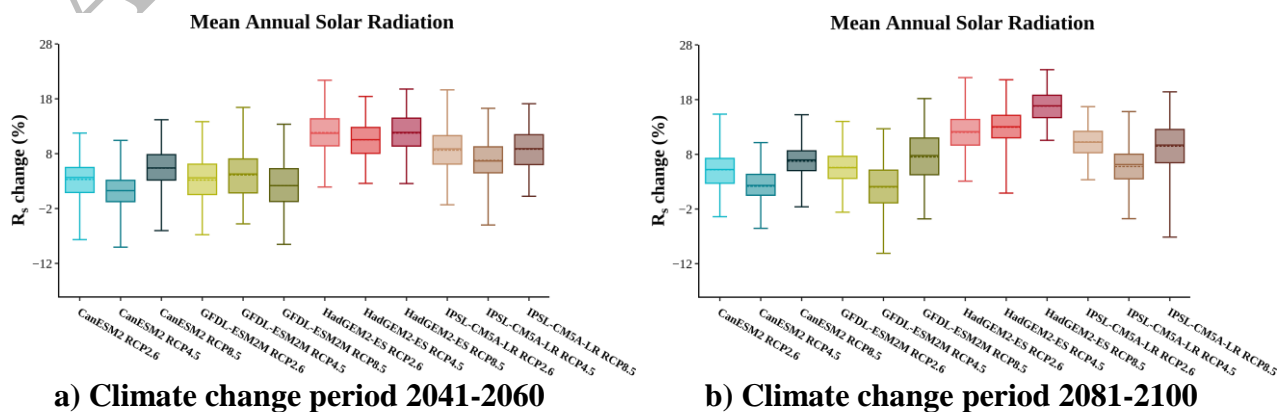 Mean Annual Solar Radiation
28
18
8
−2
−12
Rs change (%)
CanESM2 RCP2.6
CanESM2 RCP4.5
CanESM2 RCP8.5
GFDL-ESM2M RCP2.6
GFDL-ESM2M RCP4.5
GFDL-ESM2M RCP8.5
HadGEM2-ES RCP2.6
HadGEM2-ES RCP4.5
HadGEM2-ES RCP8.5
IPSL-CM5A-LR RCP2.6
IPSL-CM5A-LR RCP4.5
IPSL-CM5A-LR RCP8.5
a) Climate change period 2041-2060
Mean Annual Solar Radiation
28
18
8
−2
−12
Rs change (%)
CanESM2 RCP2.6
CanESM2 RCP4.5
CanESM2 RCP8.5
GFDL-ESM2M RCP2.6
GFDL-ESM2M RCP4.5
GFDL-ESM2M RCP8.5
HadGEM2-ES RCP2.6
HadGEM2-ES RCP4.5
HadGEM2-ES RCP8.5
IPSL-CM5A-LR RCP2.6
IPSL-CM5A-LR RCP4.5
IPSL-CM5A-LR RCP8.5
b) Climate change period 2081-2100